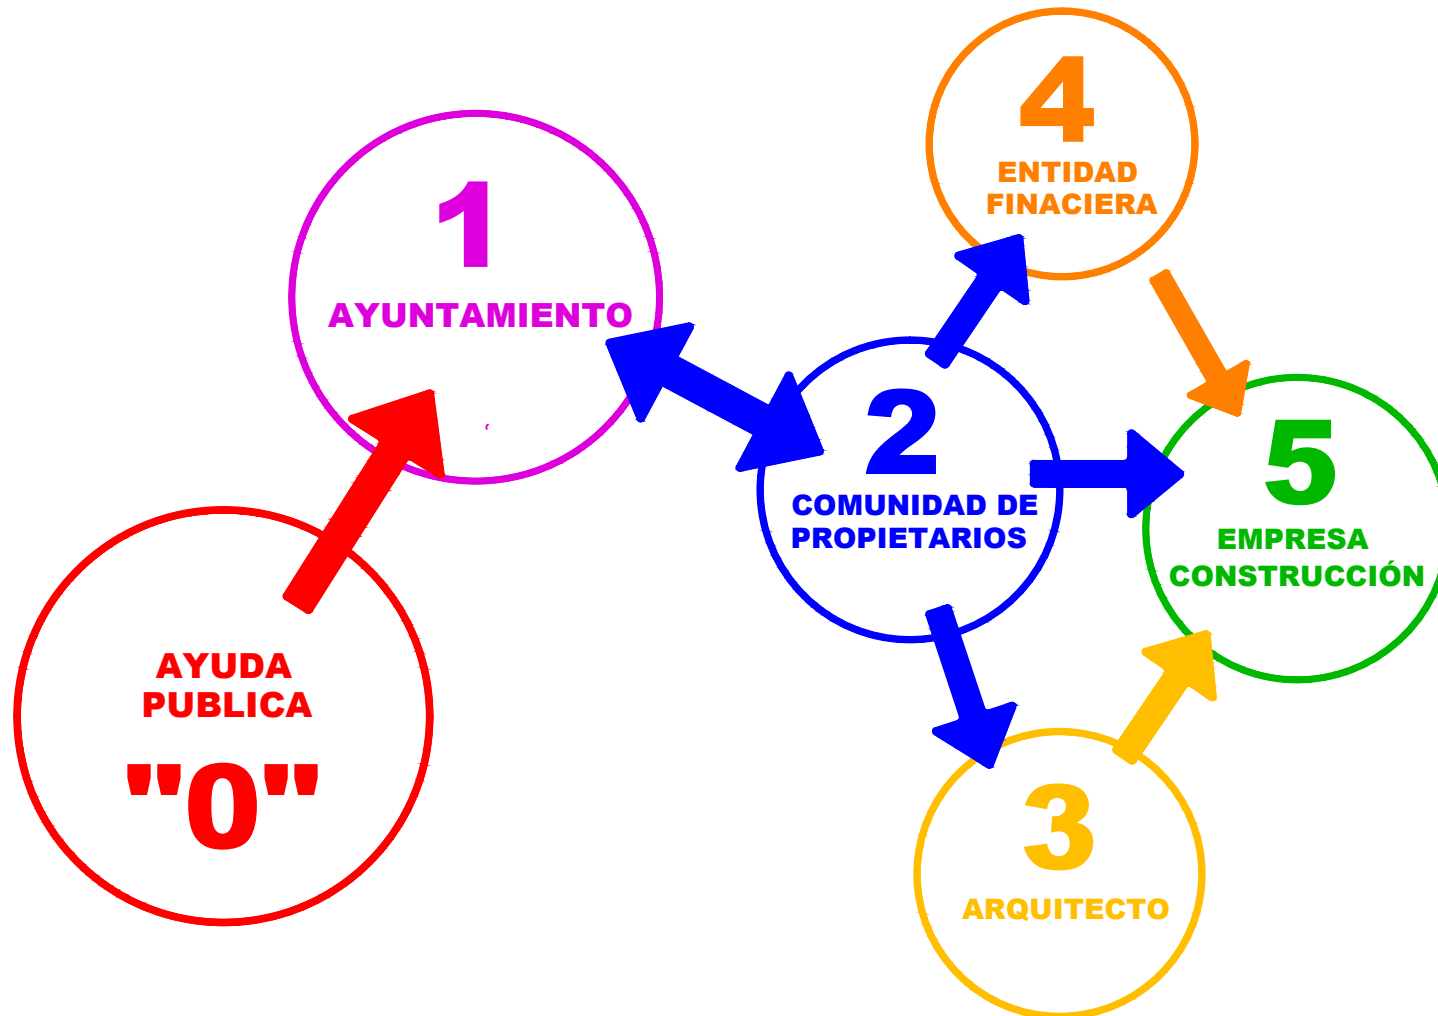 4
ENTIDAD
FINACIERA
1
AYUNTAMIENTO
2
COMUNIDAD DE
PROPIETARIOS
5
EMPRESA
CONSTRUCCIÓN
AYUDA
PUBLICA
"0"
3
ARQUITECTO